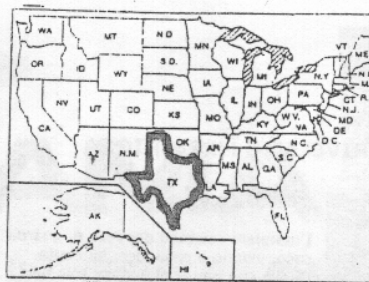 WA
MT
N.D.
MN
VT
ME
OR
ID
S.D.
WI
MI
N.Y.
WY
IA
NE
PA
NV
UT
CO
IL
IN
OH
CT
N.J.
CA
KS
MO
W.V.
VA
MD
DE
KY
D.C.
N.C.
TN
N.M.
OK
AR
S.C.
TX
MS
AL
GA
LA
FL
AK
HI